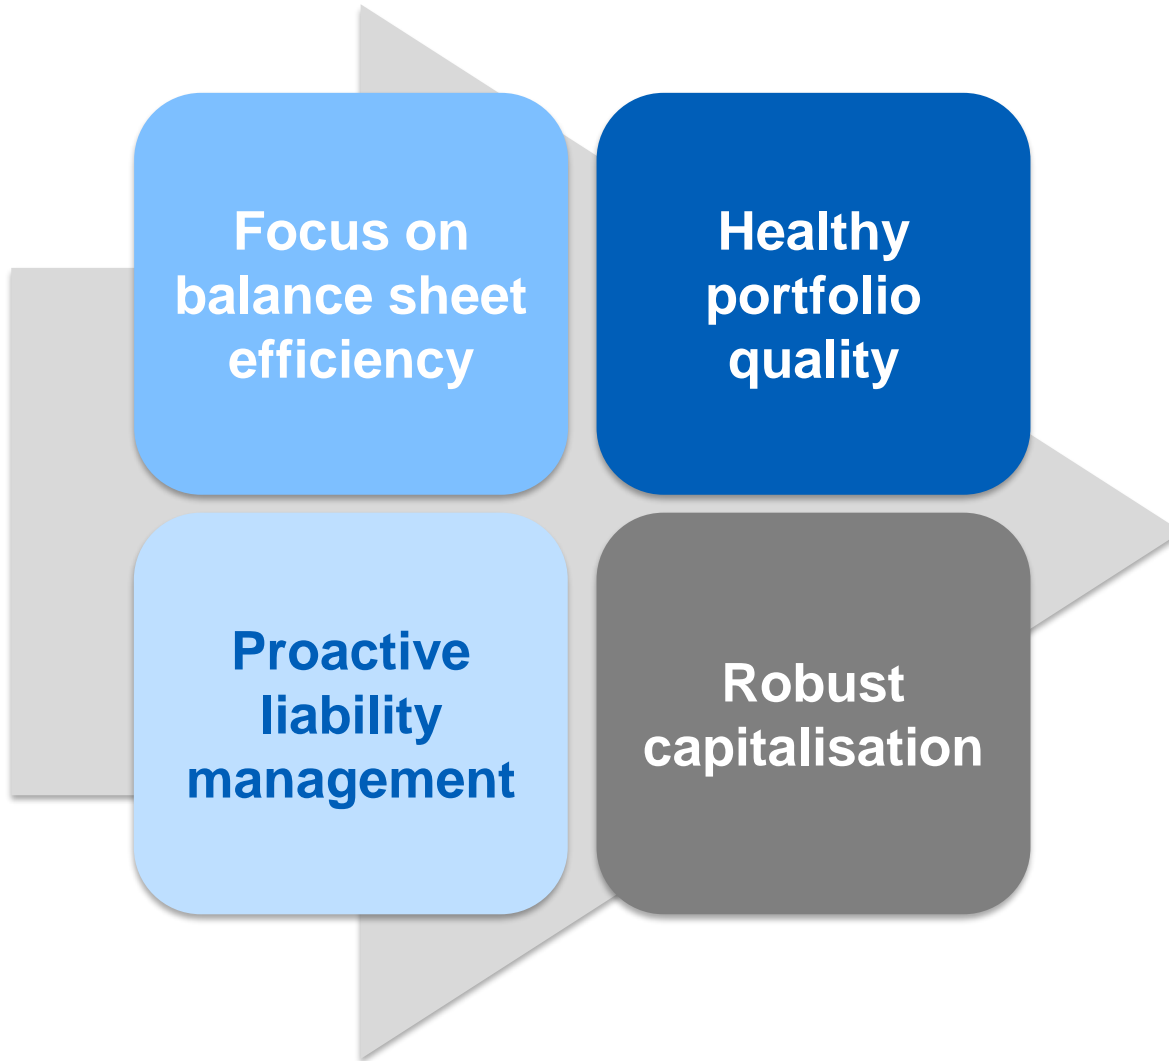 Focus on
balance sheet
efficiency
Healthy
portfolio
quality
Proactive
liability
management
Robust
capitalisation